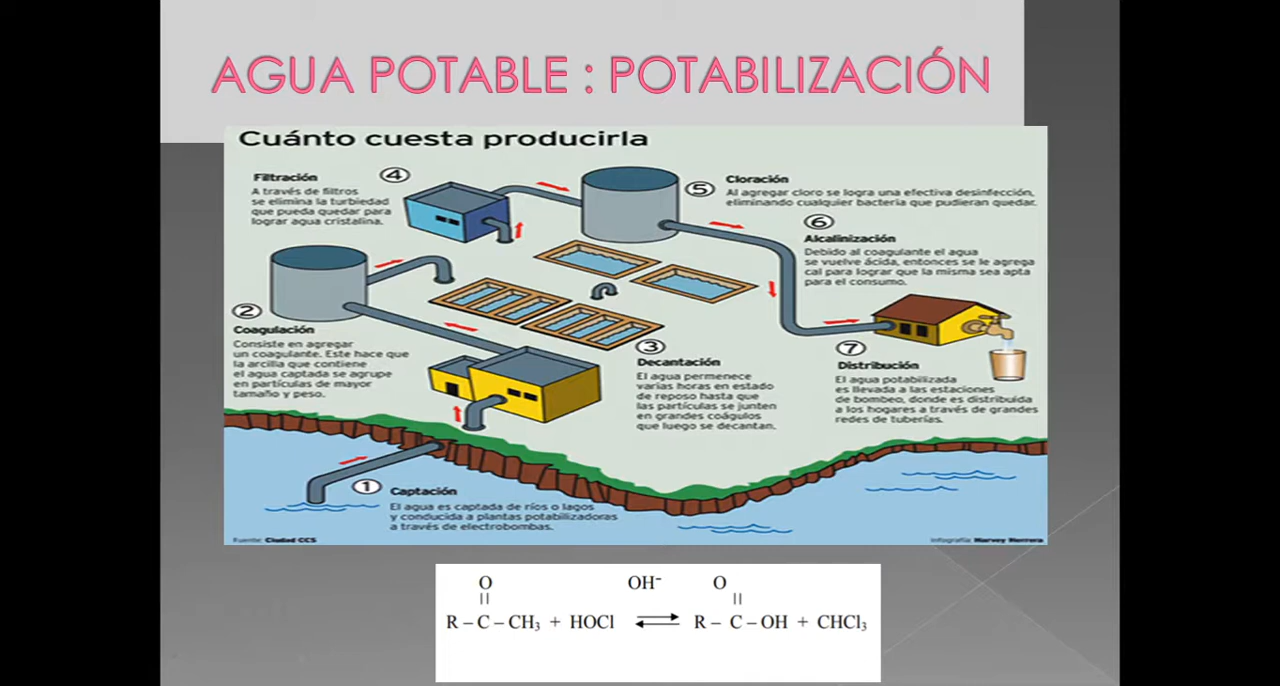 AGUA POTABLE : POTABILIZACIÓN
Cuánto cuesta producirla
④
Filtración
A través de filtros
se elimina la turbiedad
que pueda quedar para
lograr agua cristalina.
⑤
Cloración
Al agregar cloro se logra una efectiva desinfección,
eliminando cualquier bacteria que pudieran quedar.
⑥
Alcalinización
Debido al coagulante el agua
se vuelve ácida, entonces se le agrega
cal para lograr que la misma sea apta
para el consumo.
②
Coagulación
Consiste en agregar
un coagulante. Este hace que
la arcilla que contiene
el agua captada se agrupe
en partículas de mayor
tamaño y peso.
③
Decantación
El agua permenece
varias horas en estado
de reposo hasta que
las partículas se junten
en grandes coágulos
que luego se decantan.
⑦
Distribución
El agua potabilizada
es llevada a las estaciones
de bombeo, donde es distribuida
a los hogares a través de grandes
redes de tuberías.
①
Captación
El agua es captada de ríos o lagos
y conducida a plantas potabilizadoras
a través de electrobombas.
Fuente: Ciudad CCS
Infografía: Harvey Herrera
O OH⁻ O
|| ||
R – C – CH₃ + HOCl ⇌ R – C – OH + CHCl₃